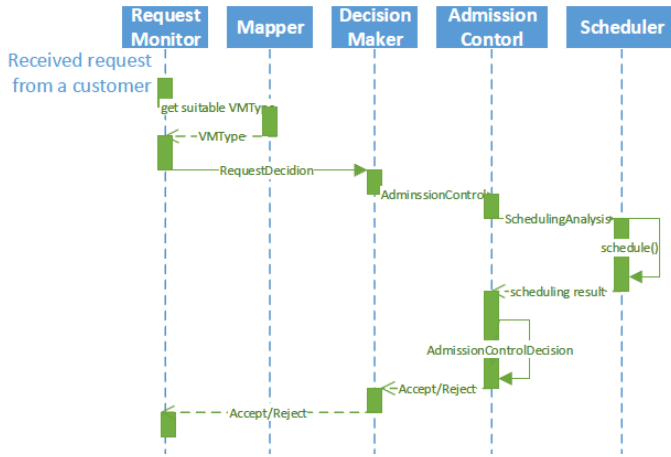 Request
Monitor
Mapper
Decision
Maker
Admission
Contorl
Scheduler
Received request
from a customer
get suitable VMType
VMType
RequestDecidion
AdminssionControl
SchedulingAnalysis
schedule()
scheduling result
AdmissionControlDecision
Accept/Reject
Accept/Reject